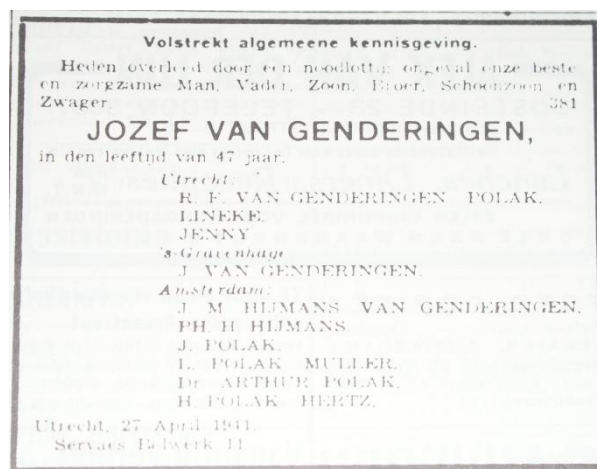 Volstrekt algemeene kennisgeving.
Heden overleed door een noodlottig ongeval onze beste
en zorgzame Man, Vader, Zoon, Broer, Schoonzoon en
Zwager, 381
JOZEF VAN GENDERINGEN,
in den leeftijd van 47 jaar.
Utrecht:
R. F. VAN GENDERINGEN POLAK.
LINEKE.
JENNY
's-Gravenhage
J. VAN GENDERINGEN.
Amsterdam:
J. M. HIJMANS VAN GENDERINGEN.
PH. H. HIJMANS.
J. POLAK.
L. POLAK MULLER.
Dr ARTHUR POLAK.
H. POLAK HERTZ.
Utrecht, 27 April 1941.
Servaes Bolwerk 11.